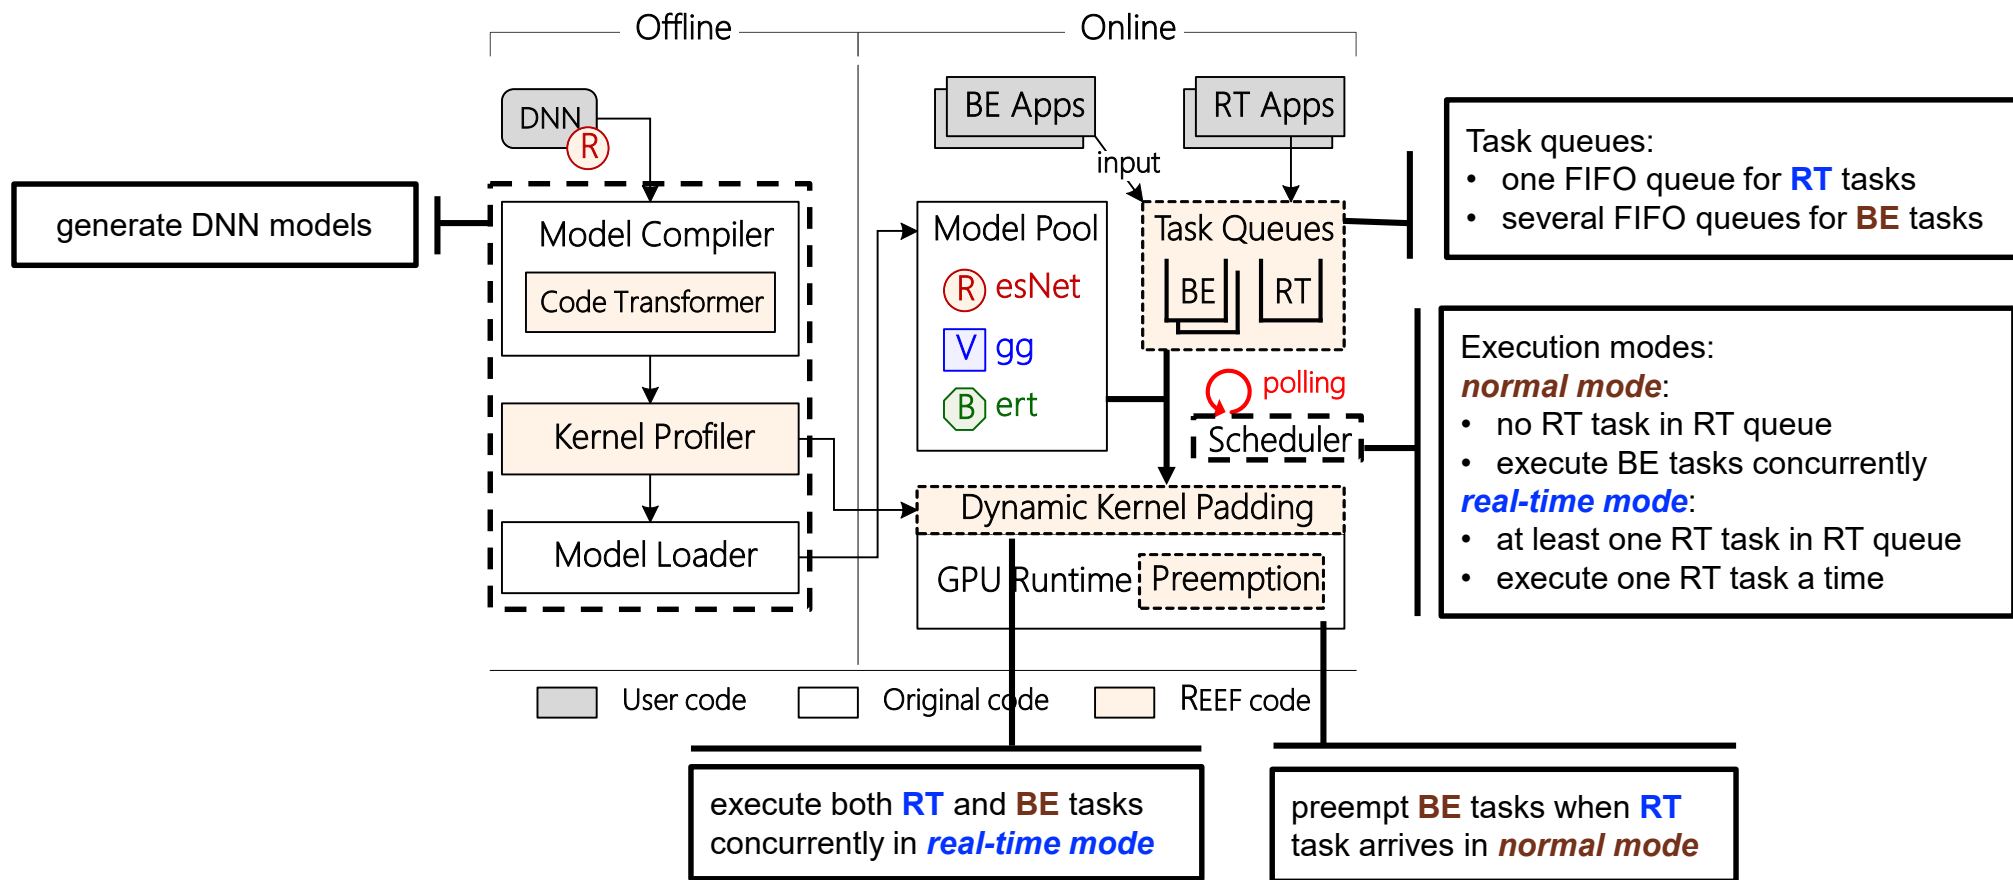 Offline
Online
DNN
R
BE Apps
RT Apps
input
generate DNN models
Model Compiler
Code Transformer
Kernel Profiler
Model Loader
Model Pool
R esNet
V gg
B ert
Task Queues
BE
RT
polling
Scheduler
Dynamic Kernel Padding
GPU Runtime
Preemption
Task queues:
• one FIFO queue for RT tasks
• several FIFO queues for BE tasks
Execution modes:
normal mode:
• no RT task in RT queue
• execute BE tasks concurrently
real-time mode:
• at least one RT task in RT queue
• execute one RT task a time
User code
Original code
REEF code
execute both RT and BE tasks
concurrently in real-time mode
preempt BE tasks when RT
task arrives in normal mode